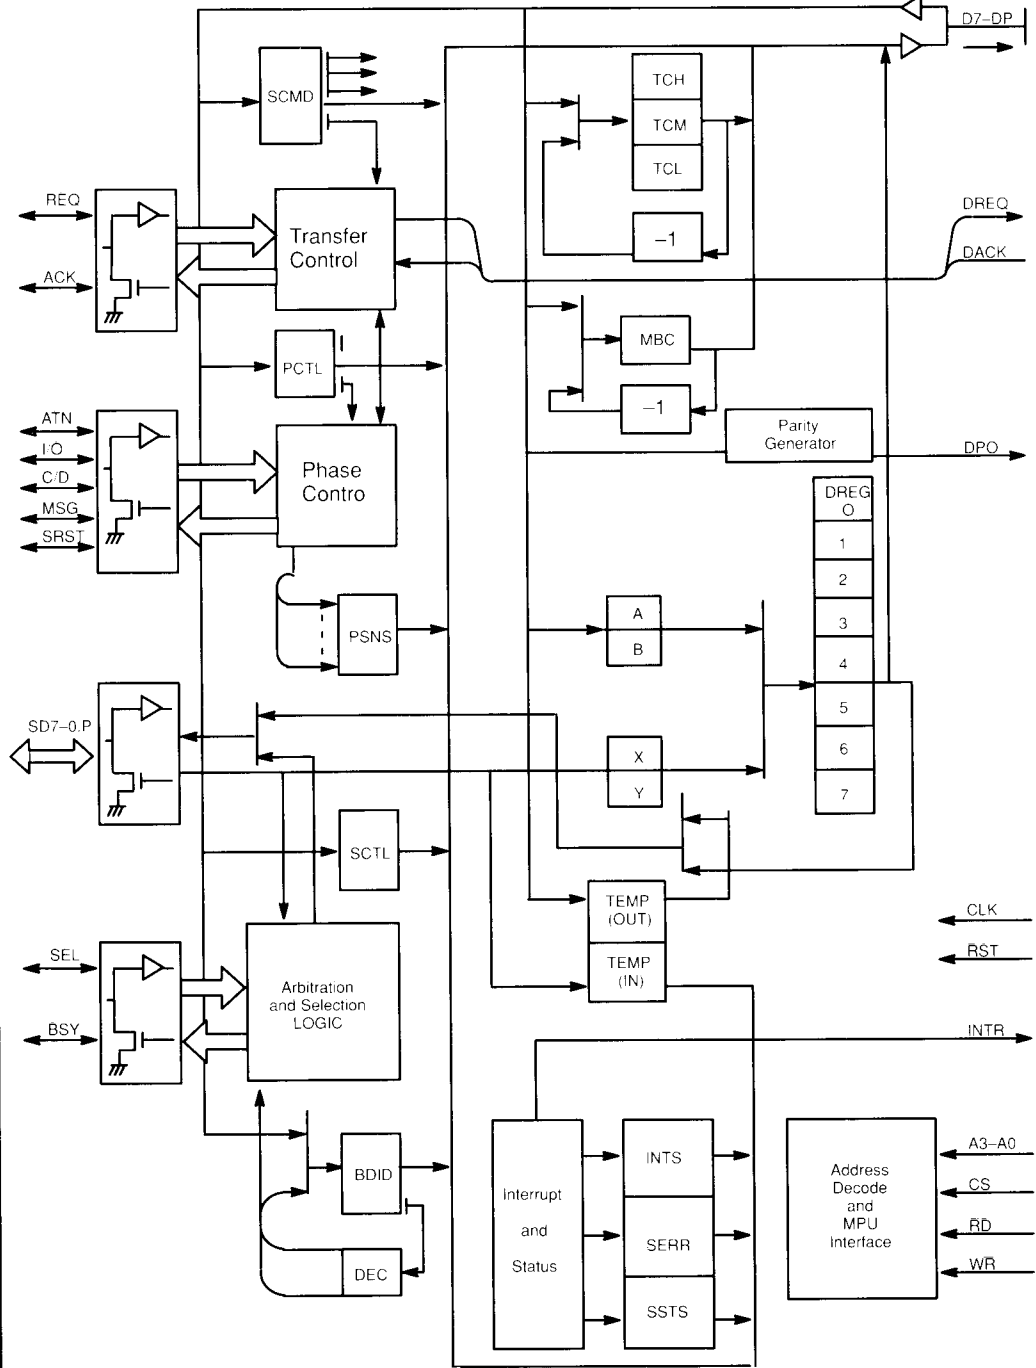 D7-DP
SCMD
TCH
TCM
TCL
REQ
ACK
Transfer
Control
-1
DREQ
DACK
PCTL
MBC
-1
ATN
I/O
C/D
MSG
SRST
Phase
Contro
Parity
Generator
DPO
DREG
O
1
2
3
4
5
6
7
PSNS
A
B
SD7-0.P
X
Y
SCTL
TEMP
(OUT)
TEMP
(IN)
CLK
RST
SEL
BSY
Arbitration
and Selection
LOGIC
INTR
BDID
DEC
Interrupt
and
Status
INTS
SERR
SSTS
Address
Decode
and
MPU
Interface
A3-A0
CS
RD
WR